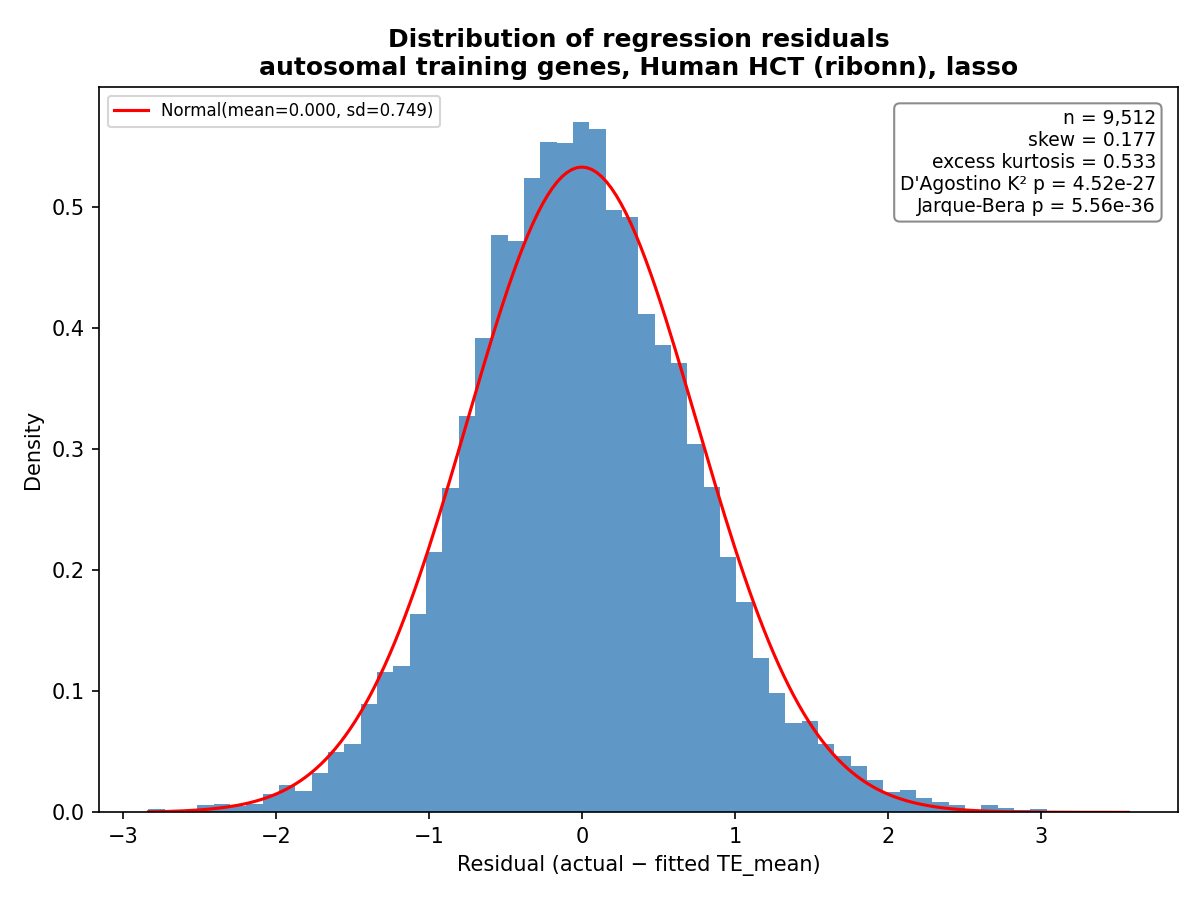 Distribution of regression residuals
autosomal training genes, Human HCT (ribonn), lasso
Normal(mean=0.000, sd=0.749)
n = 9,512
skew = 0.177
excess kurtosis = 0.533
D'Agostino K² p = 4.52e-27
Jarque-Bera p = 5.56e-36
Density
0.5
0.4
0.3
0.2
0.1
0.0
−3
−2
−1
0
1
2
3
Residual (actual − fitted TE_mean)